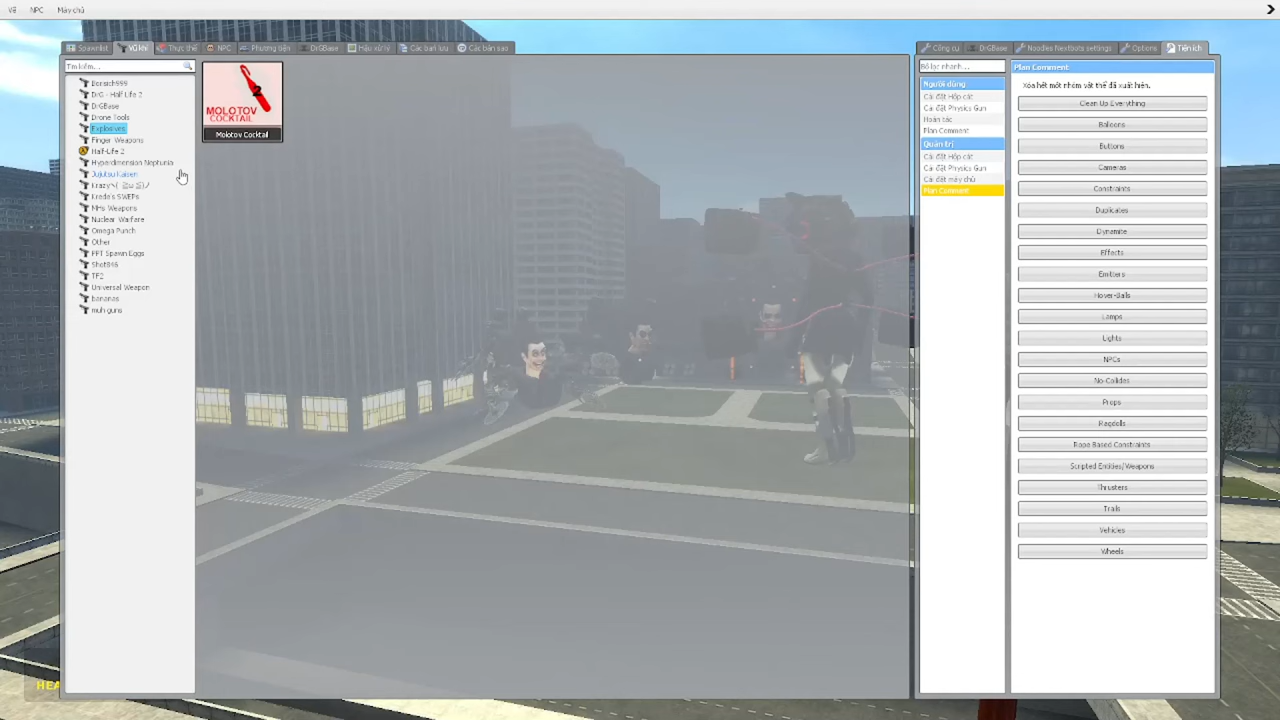 Vẽ NPC Máy chủ
Spawnlist Vũ khí Thực thể NPC Phương tiện DrGBase Hậu xử lý Các bản lưu Các bản sao
Tìm kiếm...
Borsich999
DrG - Half Life 2
DrGBase
Drone Tools
Explosives
Finger Weapons
Half-Life 2
Hyperdimension Neptunia
Jujutsu Kaisen
Kredo's SWEPs
MHs Weapons
Nuclear Warfare
Omega Punch
Other
PFT Spawn Eggs
Shot846
TF2
Universal Weapon
bananas
muh guns
2
MOLOTOV
COCKTAIL
Molotov Cocktail
HEA
Công cụ DrGBase Noodles Nextbots settings Options Tiện ích
Bộ lọc nhanh...
Người dùng
Cài đặt Hộp cát
Cài đặt Physics Gun
Hoàn tác
Plan Comment
Quản trị
Cài đặt Hộp cát
Cài đặt Physics Gun
Cài đặt máy chủ
Plan Comment
Plan Comment
Xóa hết một nhóm vật thể đã xuất hiện.
Clean Up Everything
Balloons
Buttons
Cameras
Constraints
Duplicates
Dynamite
Effects
Emitters
Hover-Balls
Lamps
Lights
NPCs
No-Collides
Props
Ragdolls
Rope Based Constraints
Scripted Entities/Weapons
Thrusters
Trails
Vehicles
Wheels